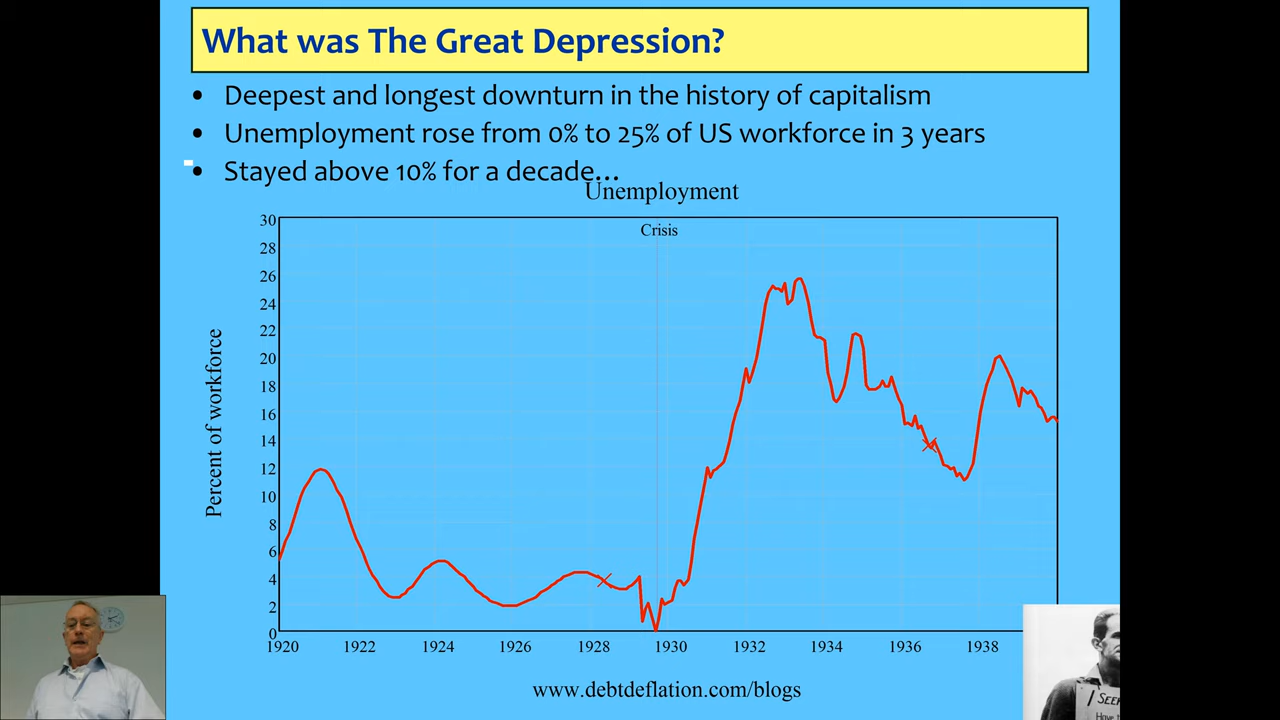 What was The Great Depression?
• Deepest and longest downturn in the history of capitalism
• Unemployment rose from 0% to 25% of US workforce in 3 years
• Stayed above 10% for a decade…
Unemployment
Crisis
Percent of workforce
30
28
26
24
22
20
18
16
14
12
10
8
6
4
2
0
1920 1922 1924 1926 1928 1930 1932 1934 1936 1938
www.debtdeflation.com/blogs
I